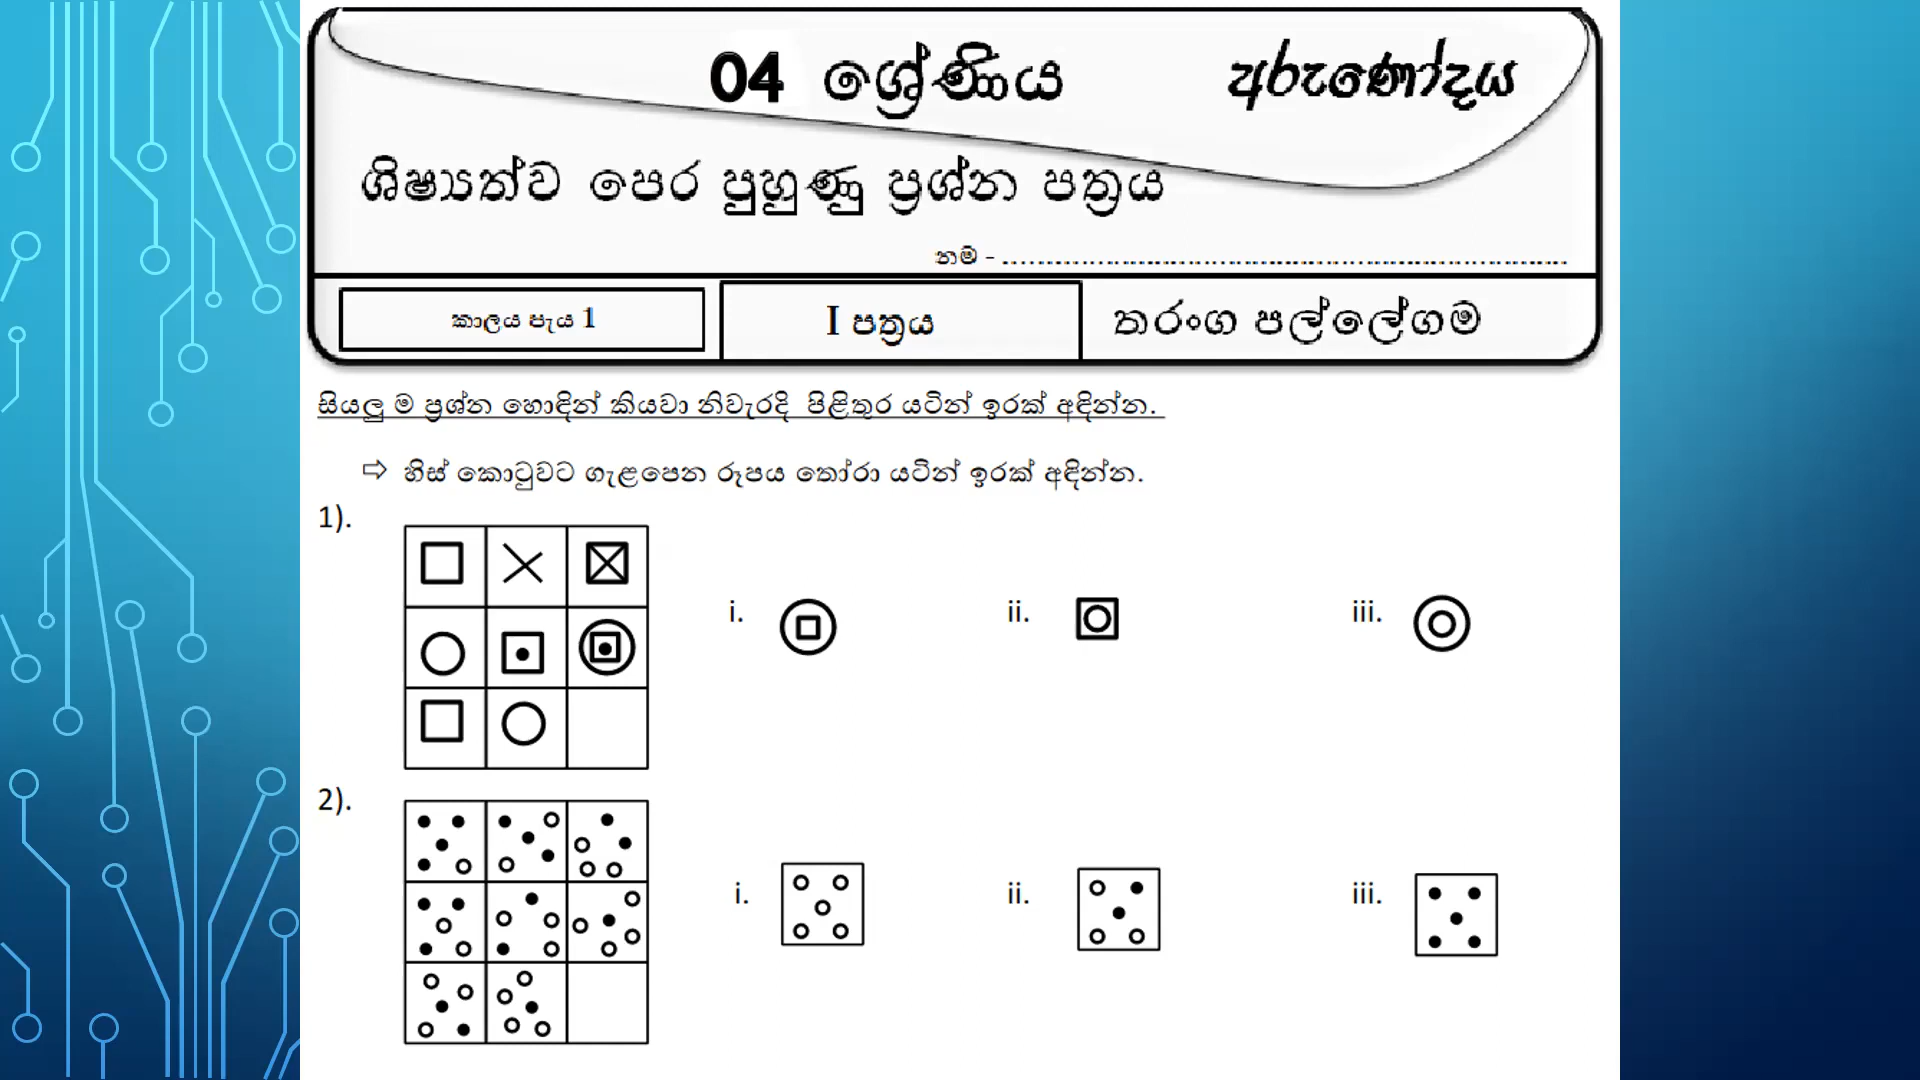 04 ශ්‍රේණිය
අරුණෝදය
ශිෂ්‍යත්ව පෙර පුහුණු ප්‍රශ්න පත්‍රය
නම - ........................................................................................
කාලය පැය 1
I පත්‍රය
තරංග පල්ලේගම
සියලු ම ප්‍රශ්න හොඳින් කියවා නිවැරදි පිළිතුර යටින් ඉරක් අඳින්න.
⇨ හිස් කොටුවට ගැළපෙන රූපය තෝරා යටින් ඉරක් අඳින්න.
1).
i. ii. iii.
2).
i. ii. iii.